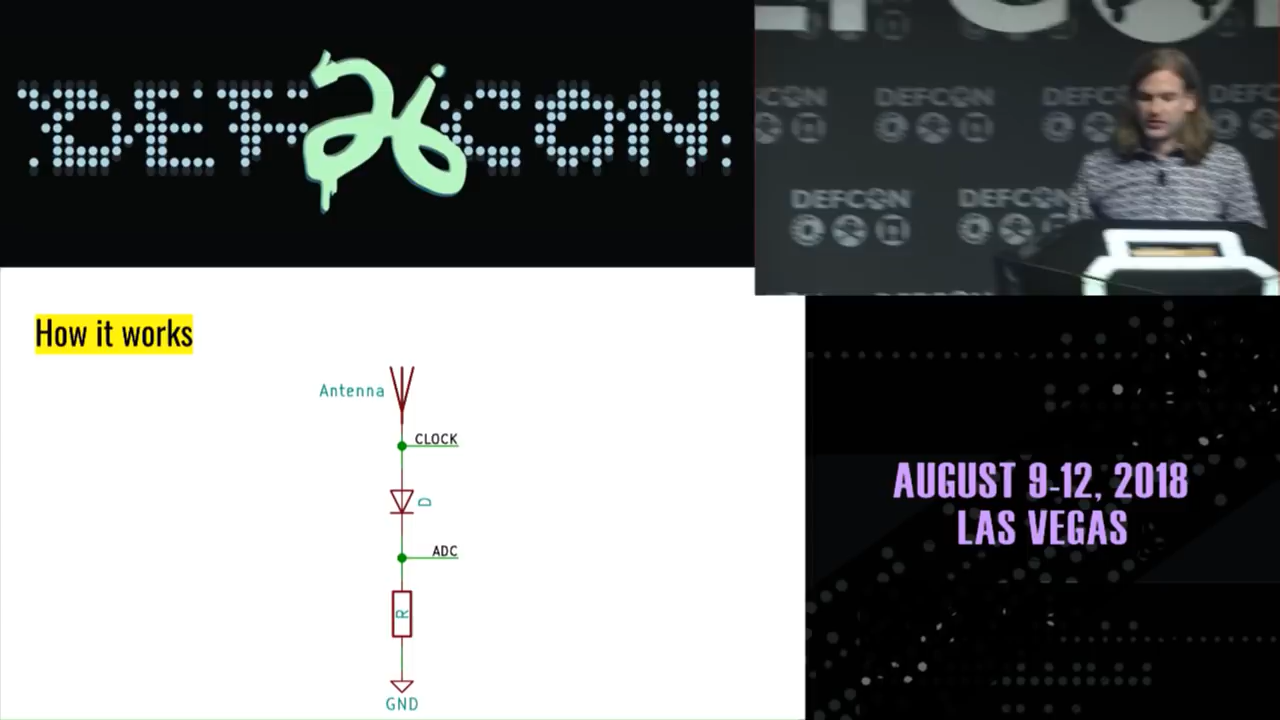 DEF 26 CON
DEFCON
DEFCON
DEFCON
DEFCON
How it works
Antenna
CLOCK
D
ADC
R
GND
AUGUST 9-12, 2018
LAS VEGAS